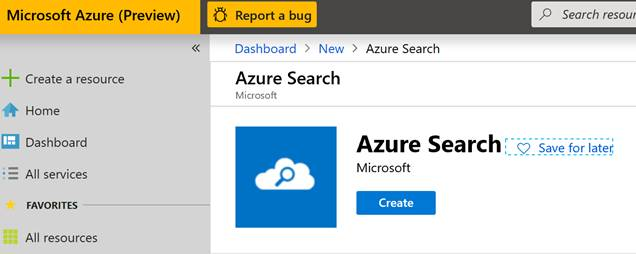 Microsoft Azure (Preview)
Report a bug
Search resou
«
Dashboard > New > Azure Search
Create a resource
Home
Dashboard
All services
FAVORITES
All resources
Azure Search
Microsoft
Azure Search
Save for later
Microsoft
Create